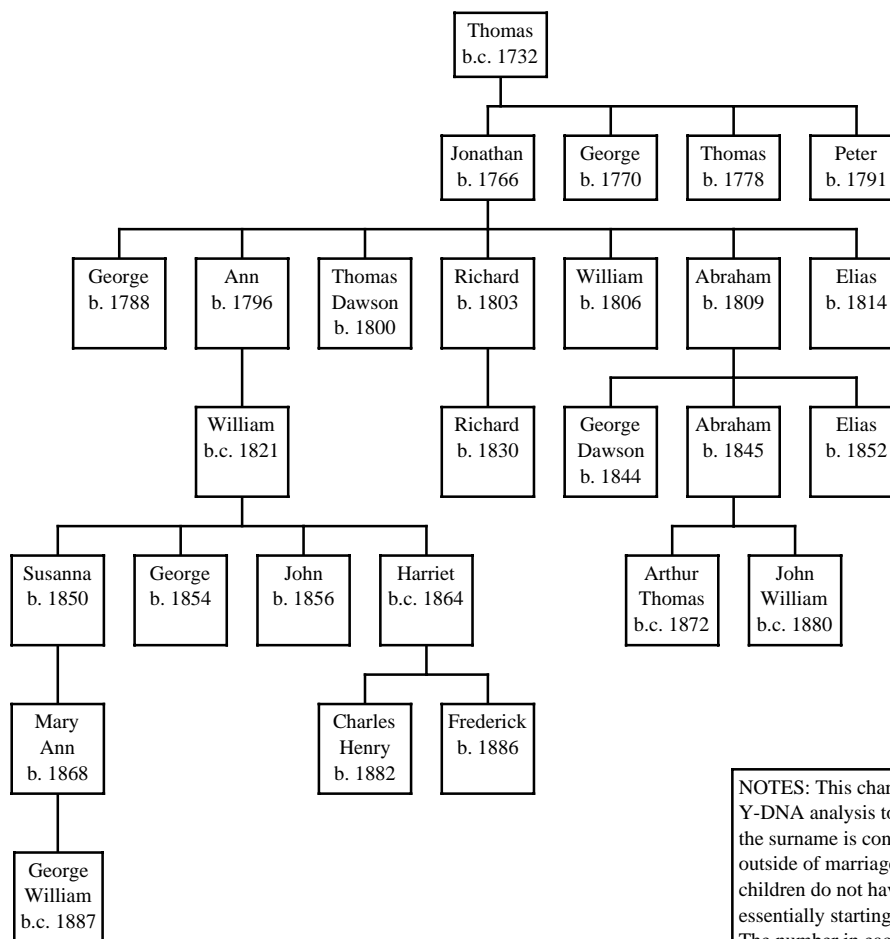 Thomas
b.c. 1732
Jonathan
b. 1766
George
b. 1770
Thomas
b. 1778
Peter
b. 1791
George
b. 1788
Ann
b. 1796
Thomas
Dawson
b. 1800
Richard
b. 1803
William
b. 1806
Abraham
b. 1809
Elias
b. 1814
William
b.c. 1821
Richard
b. 1830
George
Dawson
b. 1844
Abraham
b. 1845
Elias
b. 1852
Susanna
b. 1850
George
b. 1854
John
b. 1856
Harriet
b.c. 1864
Arthur
Thomas
b.c. 1872
John
William
b.c. 1880
Mary
Ann
b. 1868
Charles
Henry
b. 1882
Frederick
b. 1886
George
William
b.c. 1887
NOTES: This char
Y-DNA analysis to
the surname is con
outside of marriage
children do not hav
essentially starting